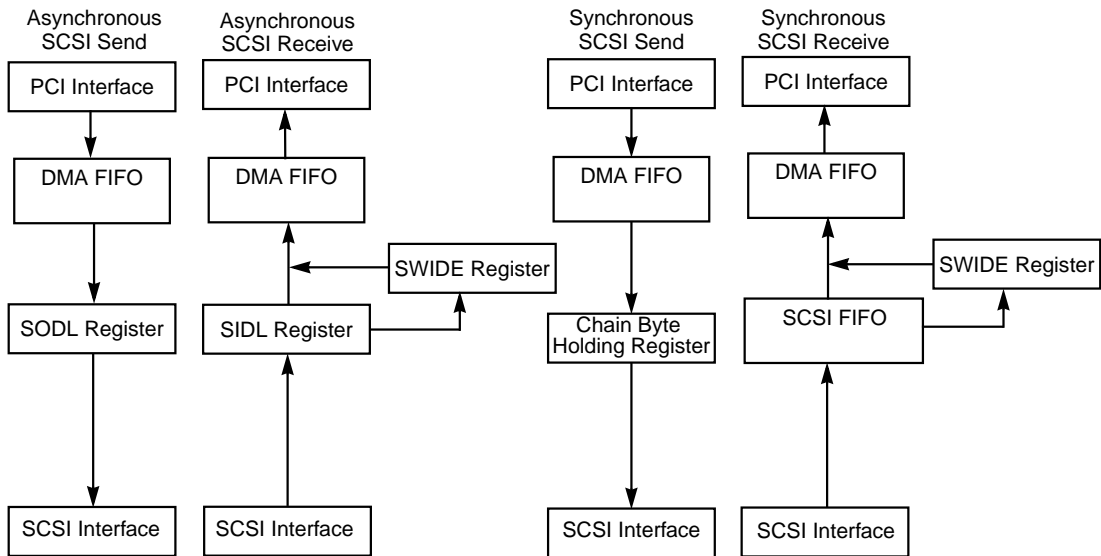 Asynchronous
SCSI Send
PCI Interface
DMA FIFO
SODL Register
SCSI Interface
Asynchronous
SCSI Receive
PCI Interface
DMA FIFO
SWIDE Register
SIDL Register
SCSI Interface
Synchronous
SCSI Send
PCI Interface
DMA FIFO
Chain Byte
Holding Register
SCSI Interface
Synchronous
SCSI Receive
PCI Interface
DMA FIFO
SWIDE Register
SCSI FIFO
SCSI Interface